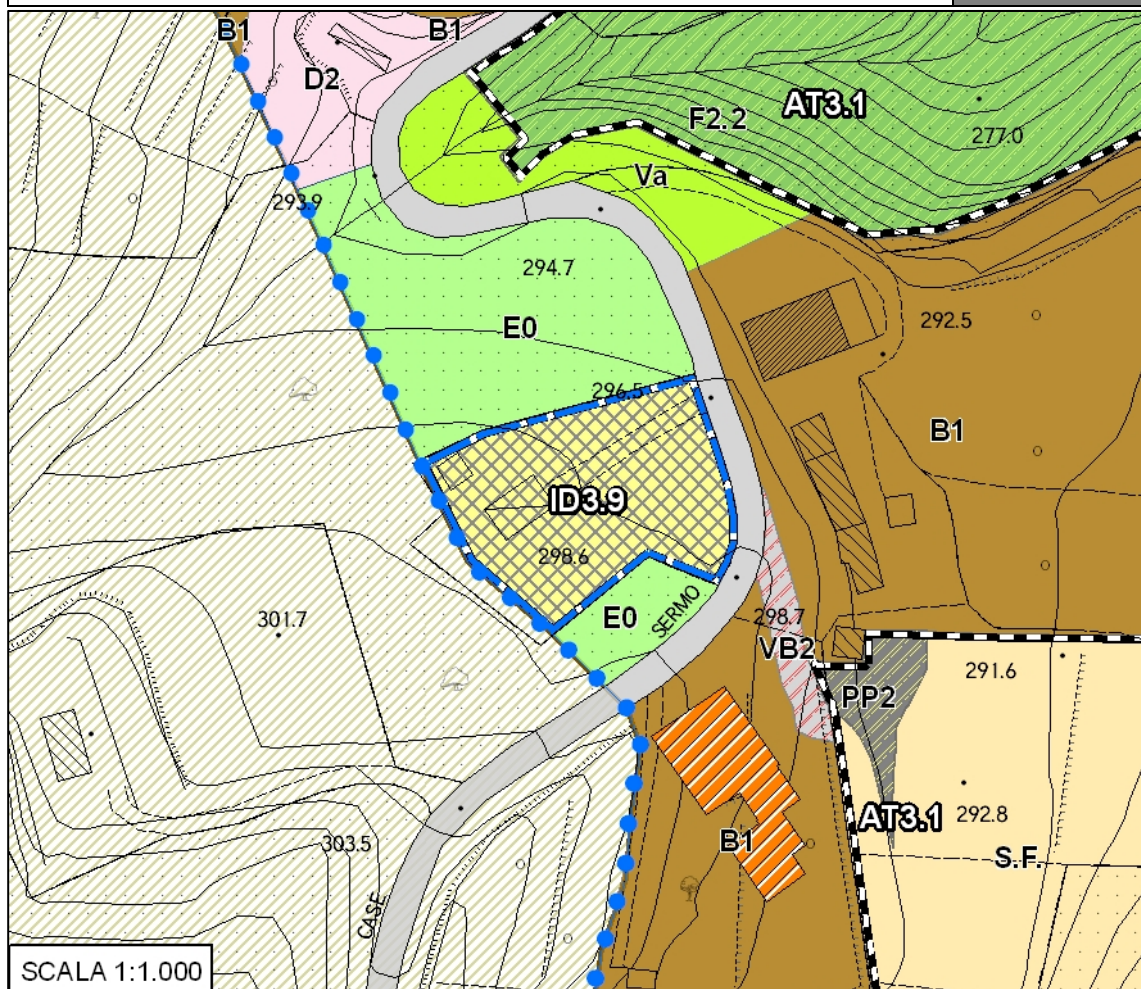 B1
B1
D2
AT3.1
F2.2
277.0
Va
293.9
294.7
292.5
E0
296.5
B1
ID3.9
298.6
301.7
E0
SERMO
298.7
VB2
291.6
PP2
AT3.1
292.8
B1
303.5
S.F.
CASE
SCALA 1:1.000